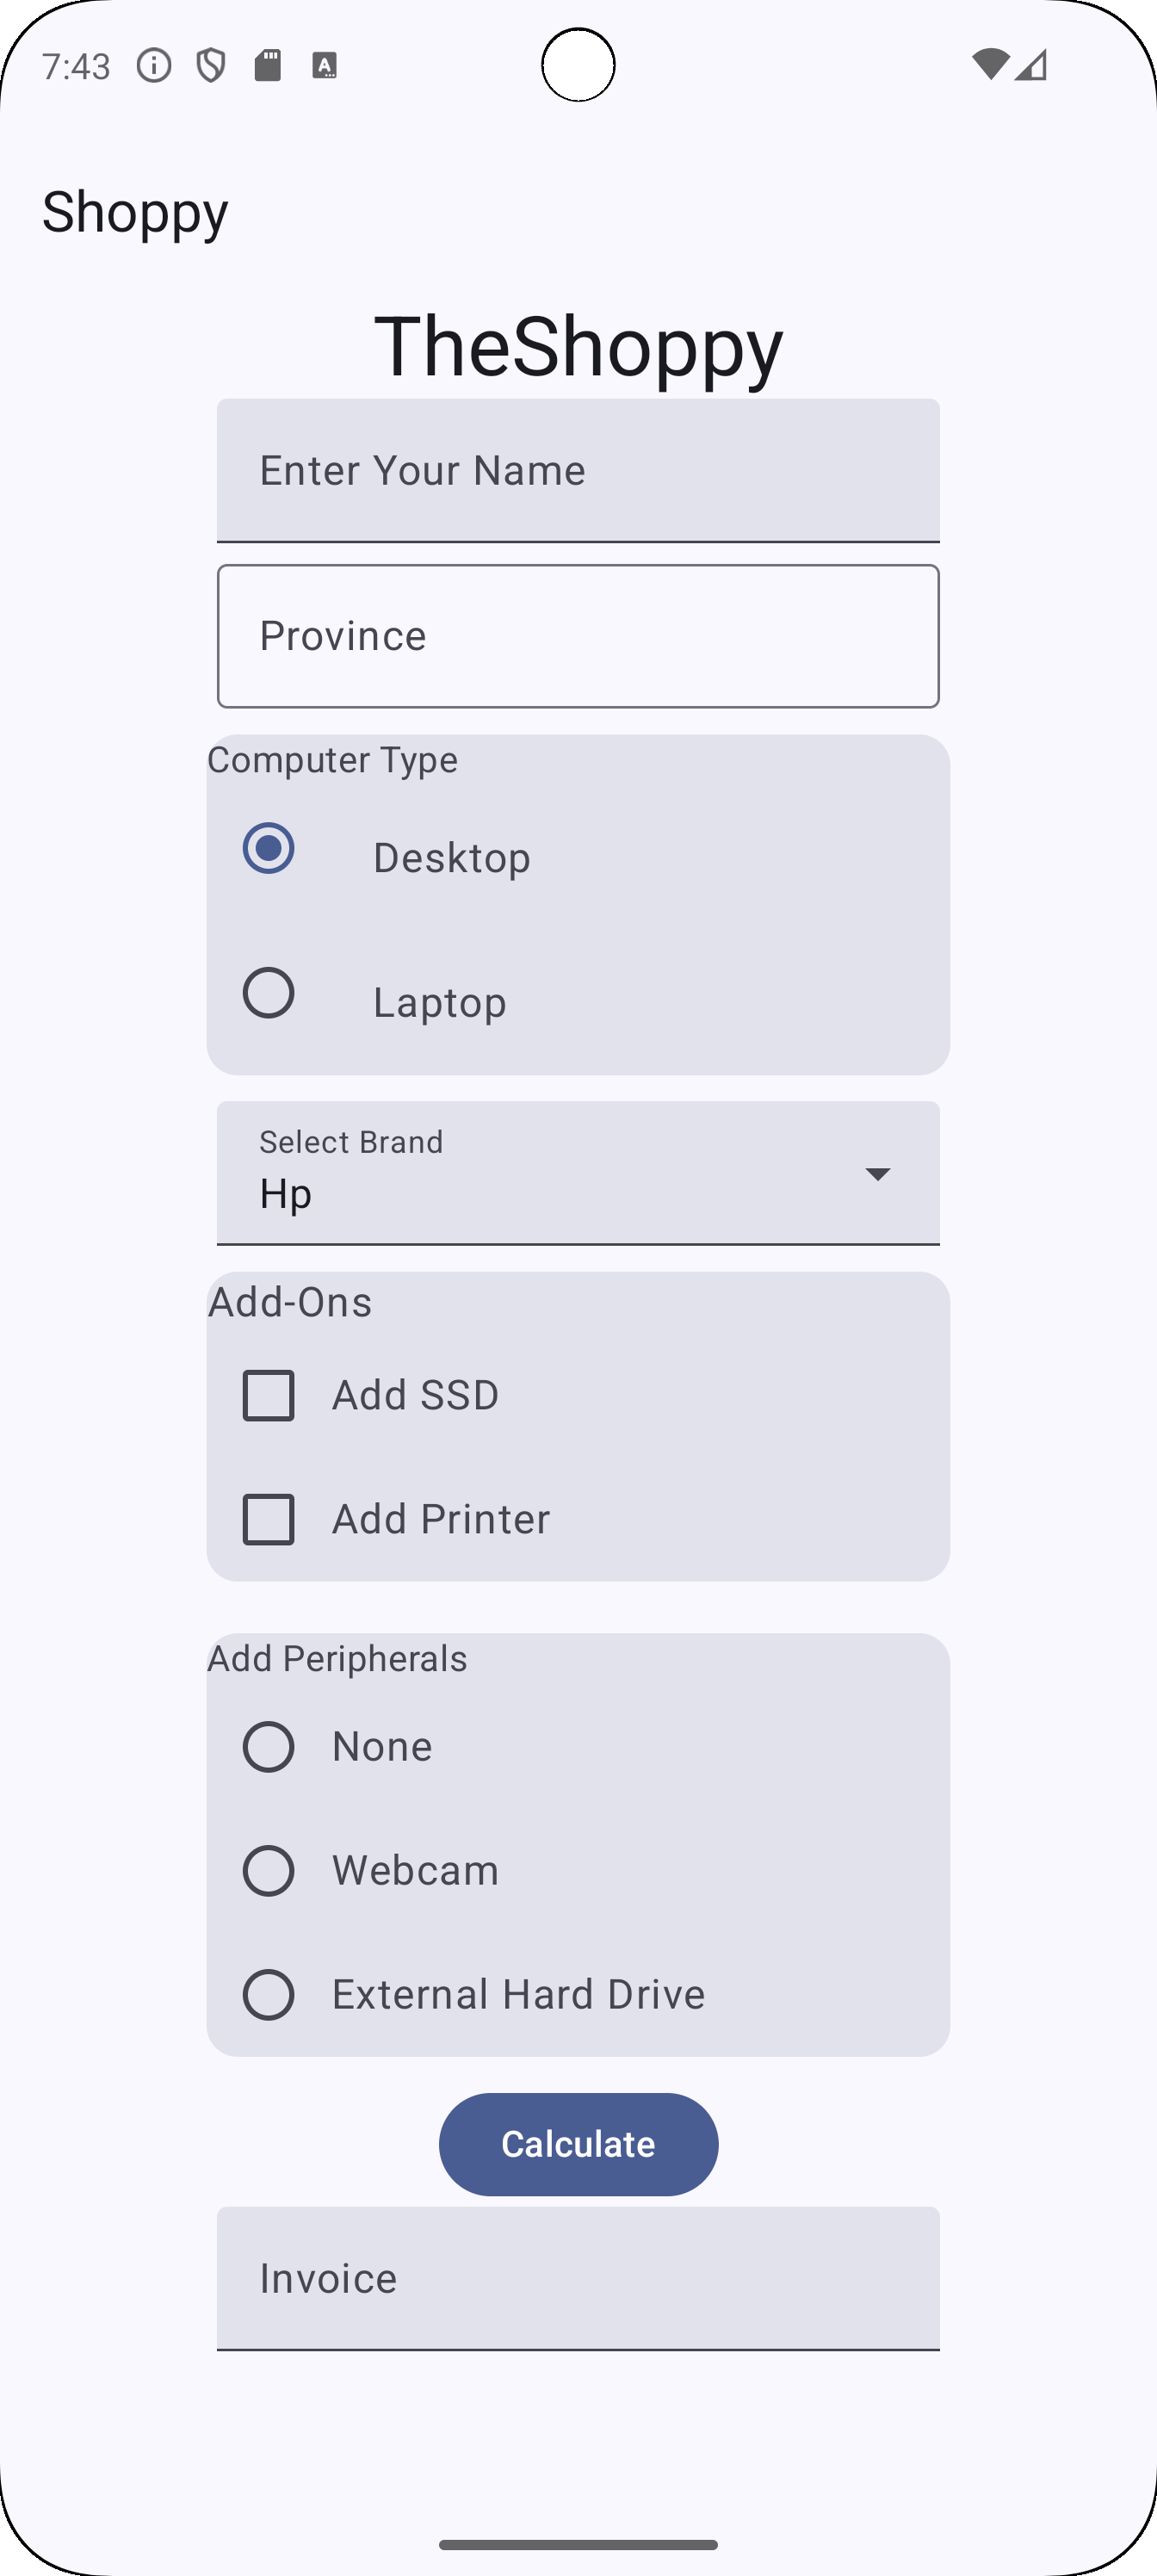 7:43
Shoppy
TheShoppy
Enter Your Name
Province
Computer Type
Desktop
Laptop
Select Brand
Hp
Add-Ons
Add SSD
Add Printer
Add Peripherals
None
Webcam
External Hard Drive
Calculate
Invoice